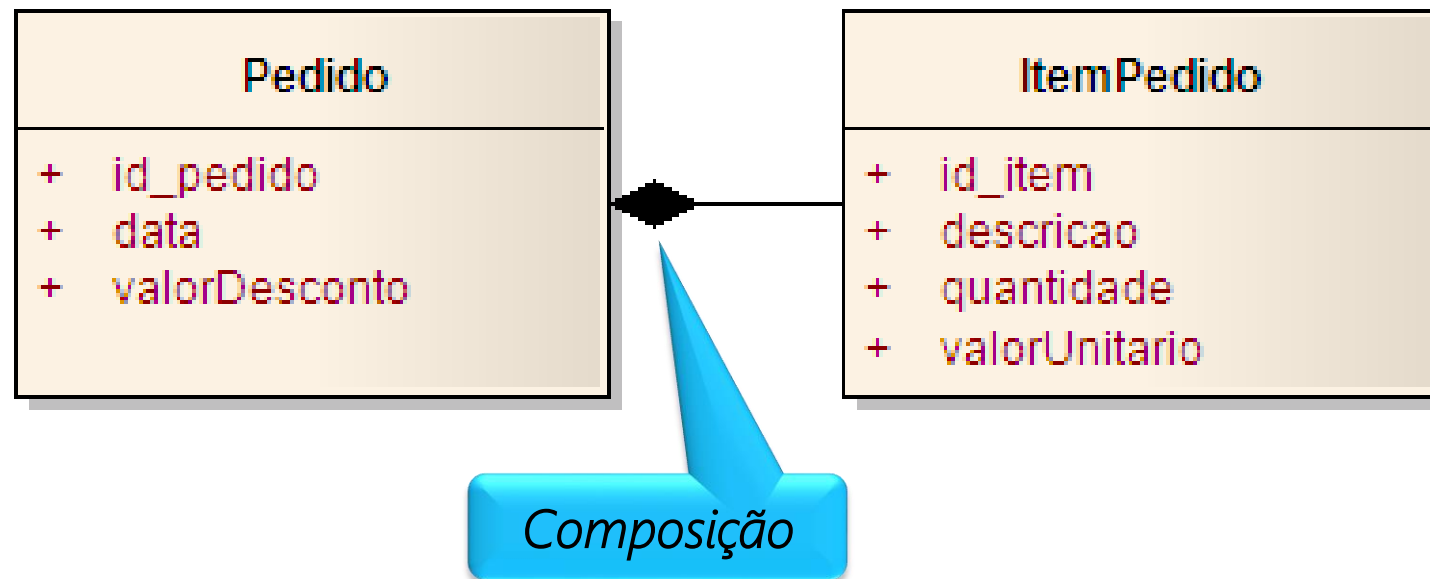 Pedido
+ id_pedido
+ data
+ valorDesconto
ItemPedido
+ id_item
+ descricao
+ quantidade
+ valorUnitario
Composição